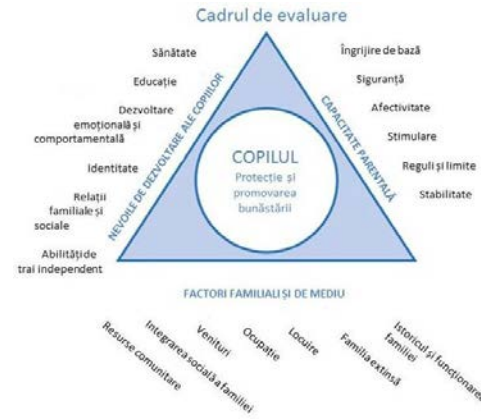 Cadrul de evaluare
Sănătate
Educație
Dezvoltare
emoțională și
comportamentală
Identitate
Relații
familiale și
sociale
Abilități de
trai independent
NEVOILE DE DEZVOLTARE ALE COPIILOR
COPILUL
Protecție și
promovarea
bunăstării
CAPACITATE PARENTALĂ
Îngrijire de bază
Siguranță
Afectivitate
Stimulare
Reguli și limite
Stabilitate
FACTORI FAMILIALI ȘI DE MEDIU
Resurse comunitare
Integrarea socială a familiei
Venituri
Ocupație
Locuire
Familia extinsă
Istoricul și funcționarea
familiei